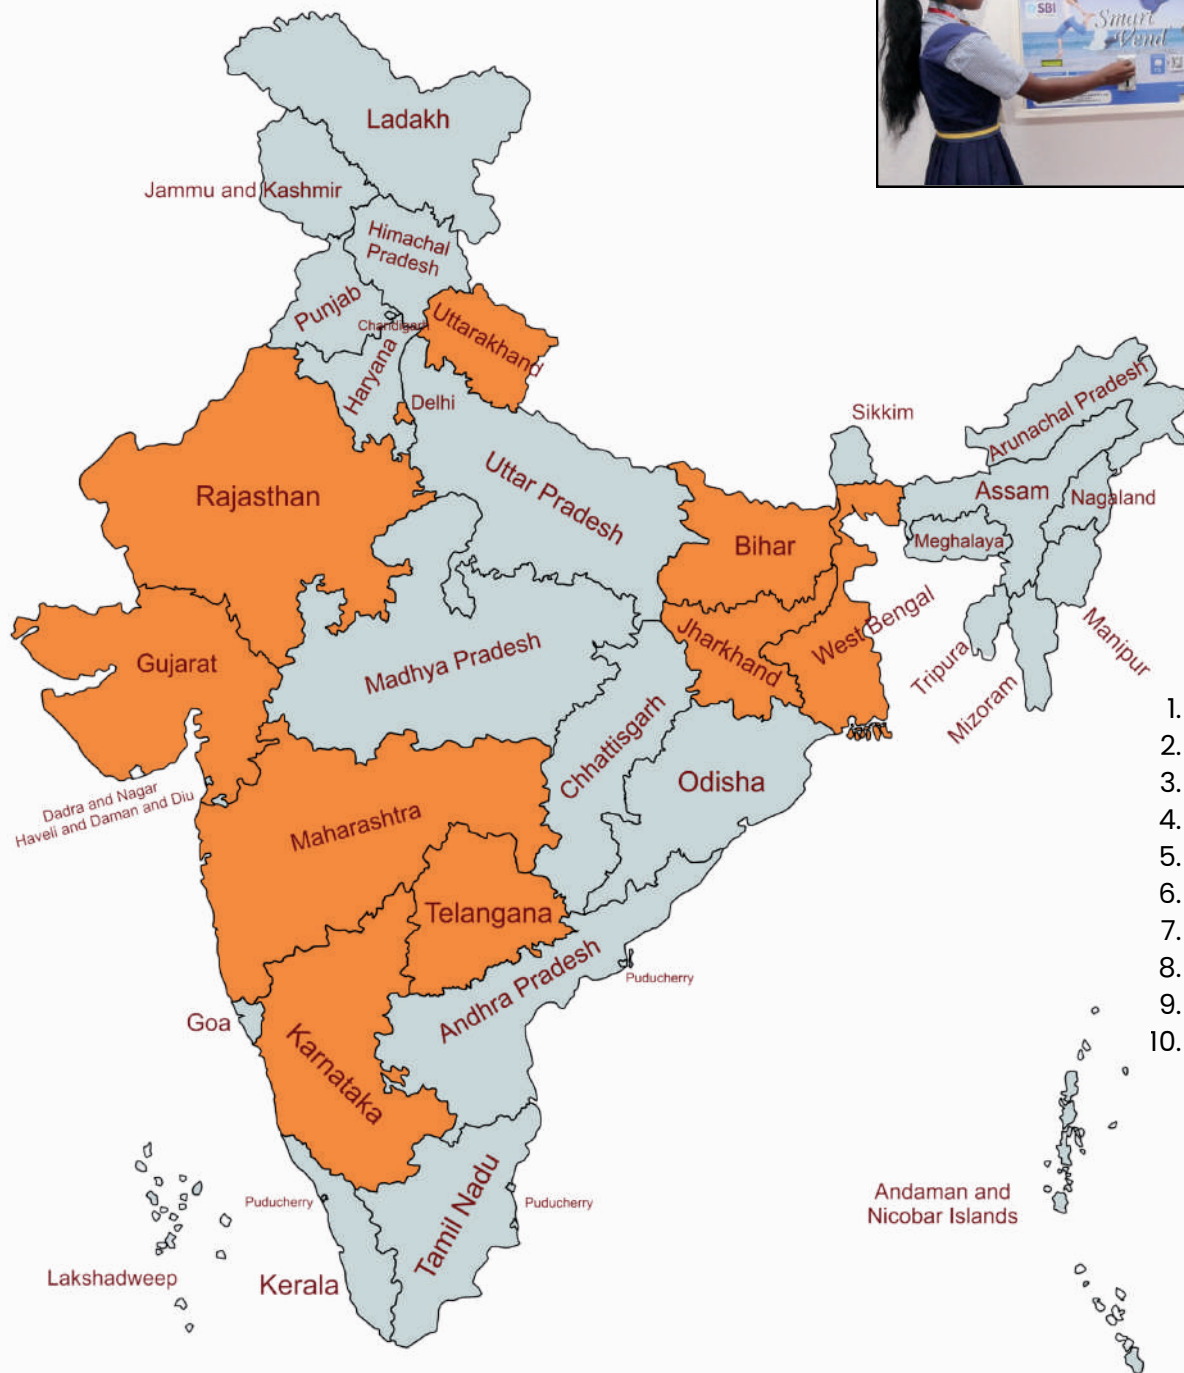 SBI
Smart
Vend
Ladakh
Jammu and Kashmir
Himachal
Pradesh
Punjab
Chandigarh
Uttarakhand
Haryana
Delhi
Sikkim
Arunachal Pradesh
Rajasthan
Uttar Pradesh
Assam
Nagaland
Bihar
Meghalaya
Jharkhand
West Bengal
Manipur
Tripura
Mizoram
Gujarat
Madhya Pradesh
Chhattisgarh
Odisha
1.
2.
3.
4.
5.
6.
7.
8.
9.
10.
Dadra and Nagar
Haveli and Daman and Diu
Maharashtra
Telangana
Andhra Pradesh
Puducherry
Goa
Karnataka
Puducherry
Tamil Nadu
Puducherry
Andaman and
Nicobar Islands
Lakshadweep
Kerala